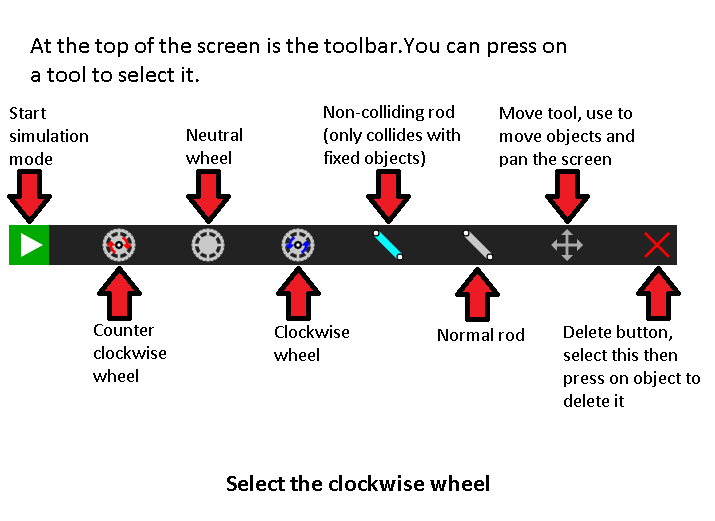 At the top of the screen is the toolbar.You can press on
a tool to select it.
Start
simulation
mode
Neutral
wheel
Non-colliding rod
(only collides with
fixed objects)
Move tool, use to
move objects and
pan the screen
Counter
clockwise
wheel
Clockwise
wheel
Normal rod
Delete button,
select this then
press on object to
delete it
Select the clockwise wheel